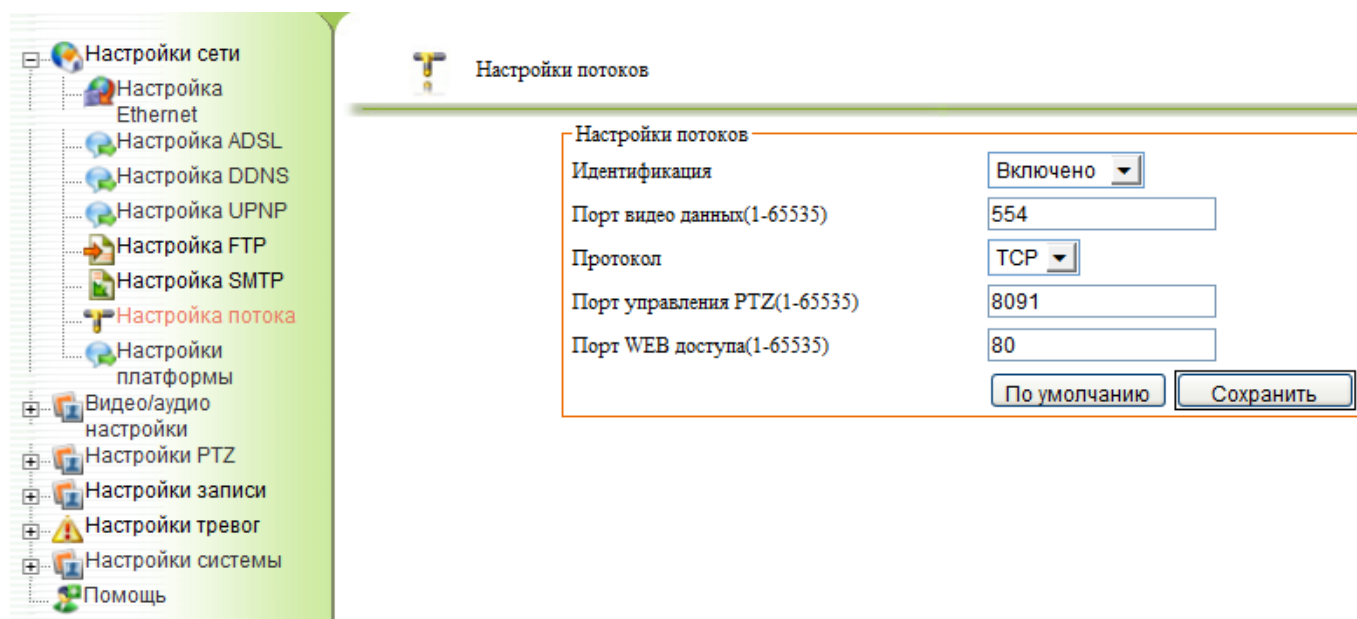 Настройки сети
Настройка
Ethernet
Настройка ADSL
Настройка DDNS
Настройка UPNP
Настройка FTP
Настройка SMTP
Настройка потока
Настройки
платформы
Видео/аудио
настройки
Настройки PTZ
Настройки записи
Настройки тревог
Настройки системы
Помощь
Настройки потоков
Настройки потоков
Идентификация Включено
Порт видео данных(1-65535) 554
Протокол TCP
Порт управления PTZ(1-65535) 8091
Порт WEB доступа(1-65535) 80
По умолчанию Сохранить